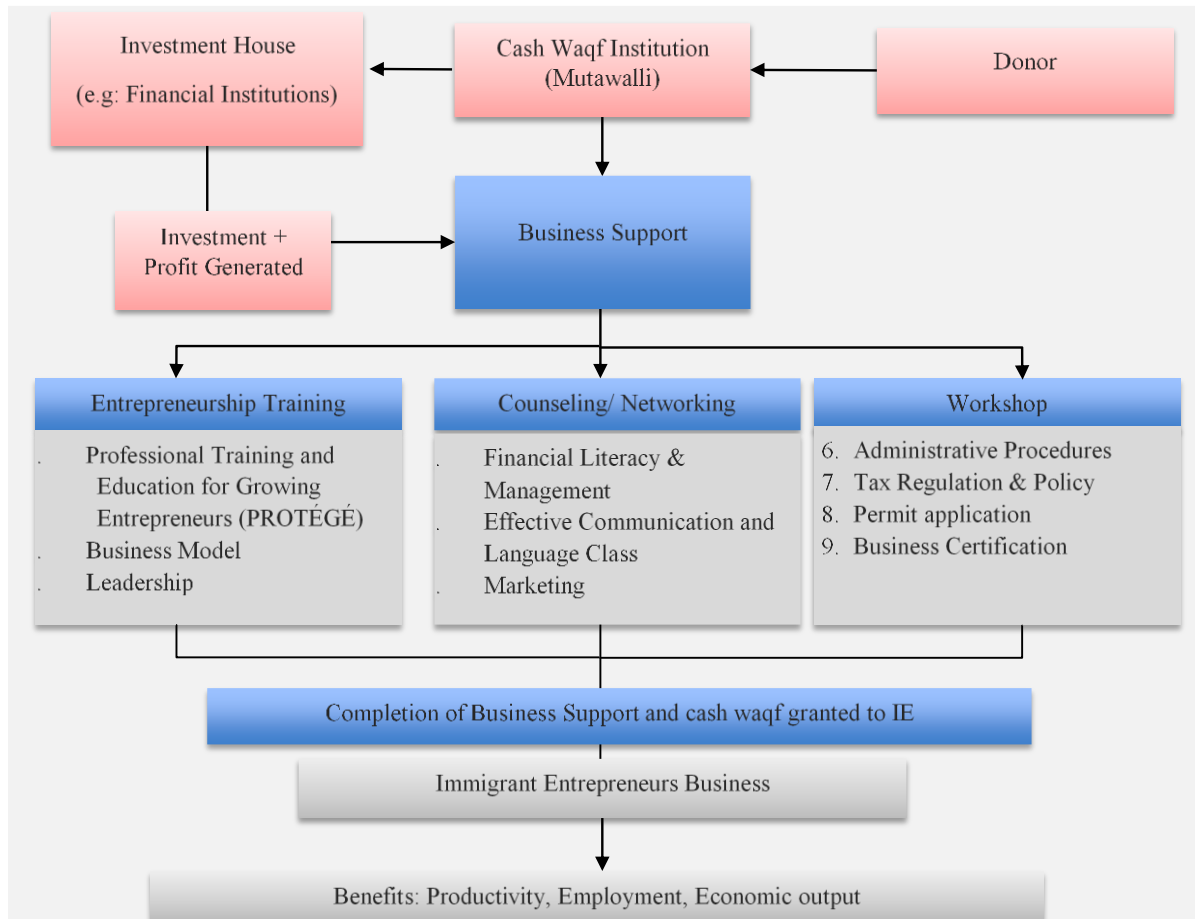 Investment House
(e.g: Financial Institutions)
Cash Waqf Institution
(Mutawalli)
Donor
Investment +
Profit Generated
Business Support
Entrepreneurship Training
. Professional Training and
Education for Growing
Entrepreneurs (PROTÉGÉ)
. Business Model
. Leadership
Counseling/ Networking
. Financial Literacy &
Management
. Effective Communication and
Language Class
. Marketing
Workshop
6. Administrative Procedures
7. Tax Regulation & Policy
8. Permit application
9. Business Certification
Completion of Business Support and cash waqf granted to IE
Immigrant Entrepreneurs Business
Benefits: Productivity, Employment, Economic output